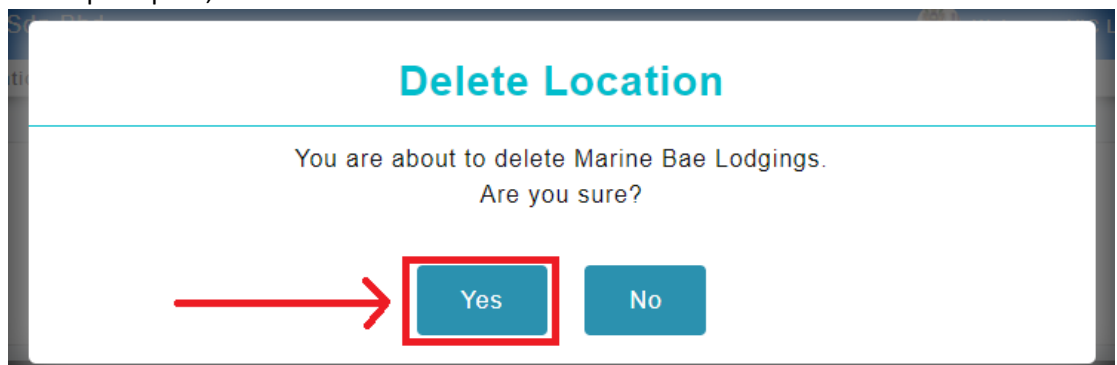 Delete Location
You are about to delete Marine Bae Lodgings.
Are you sure?
Yes
No